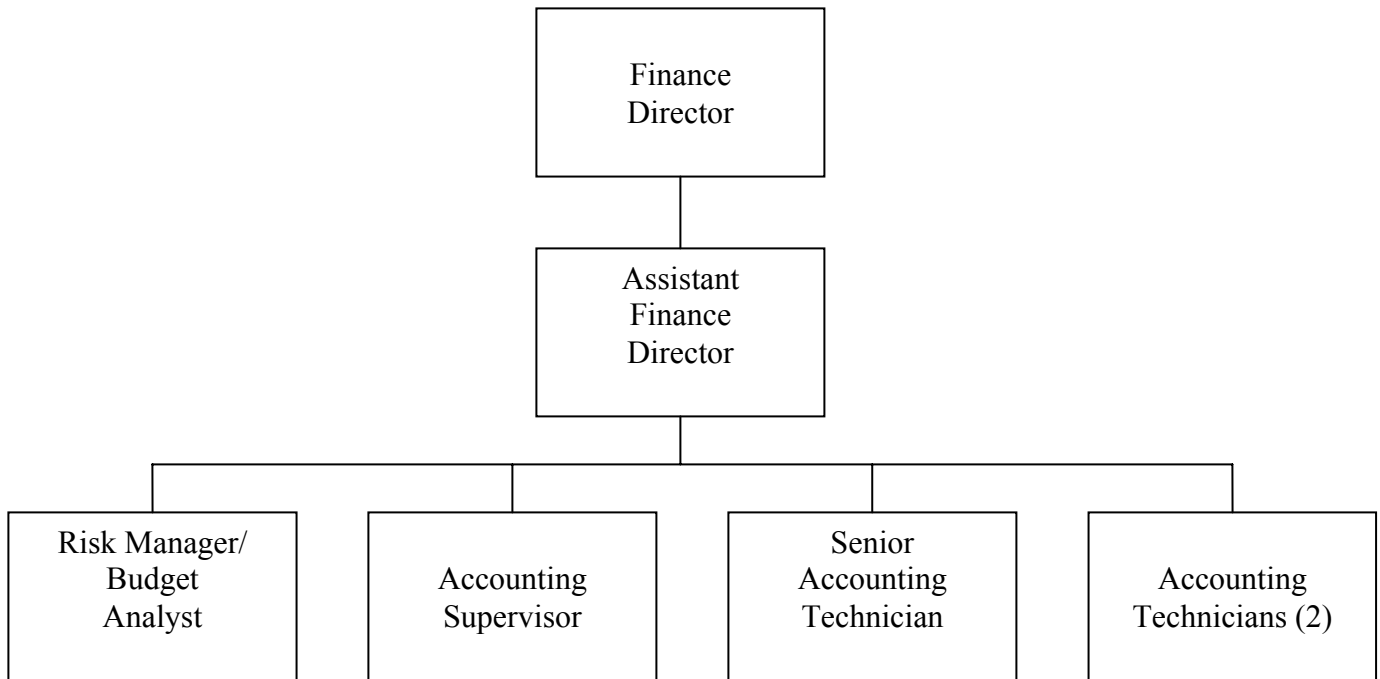 Finance
Director
Assistant
Finance
Director
Risk Manager/
Budget
Analyst
Accounting
Supervisor
Senior
Accounting
Technician
Accounting
Technicians (2)